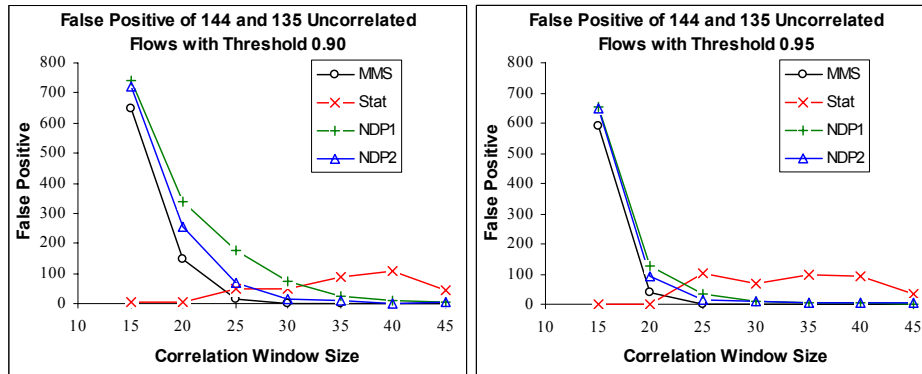 False Positive of 144 and 135 Uncorrelated
Flows with Threshold 0.90
800
700
600
500
400
300
200
100
0
False Positive
MMS
Stat
NDP1
NDP2
10 15 20 25 30 35 40 45
Correlation Window Size
False Positive of 144 and 135 Uncorrelated
Flows with Threshold 0.95
800
700
600
500
400
300
200
100
0
False Positive
MMS
Stat
NDP1
NDP2
10 15 20 25 30 35 40 45
Correlation Window Size